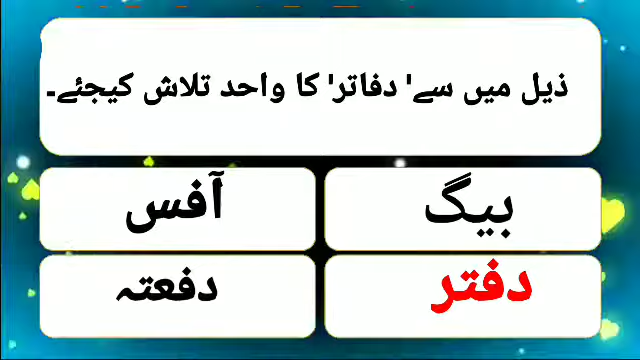 ذیل میں سے' دفاتر' کا واحد تلاش کیجئے۔
بیگ
آفس
دفتر
دفعتہ